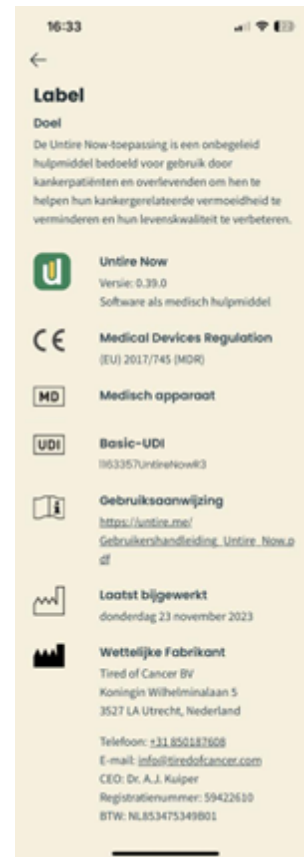 16:33
Label
Doel
De Untire Now-toepassing is een onbegeleid
hulpmiddel bedoeld voor gebruik door
kankerpatiënten en overlevenden om hen te
helpen hun kankergerelateerde vermoeidheid te
verminderen en hun levenskwaliteit te verbeteren.
Untire Now
Versie: 0.39.0
Software als medisch hulpmiddel
CE
Medical Devices Regulation
(EU) 2017/745 (MDR)
MD
Medisch apparaat
UDI
Basic-UDI
1163357UntireNowR3
Gebruiksaanwijzing
https://untire.me/
Gebruikershandleiding_Untire_Now.p
df
Laatst bijgewerkt
donderdag 23 november 2023
Wettelijke Fabrikant
Tired of Cancer BV
Koningin Wilhelminalaan 5
3527 LA Utrecht, Nederland
Telefoon: +31 850187608
E-mail: info@tiredofcancer.com
CEO: Dr. A.J. Kuiper
Registratienummer: 59422610
BTW: NL853475349B01